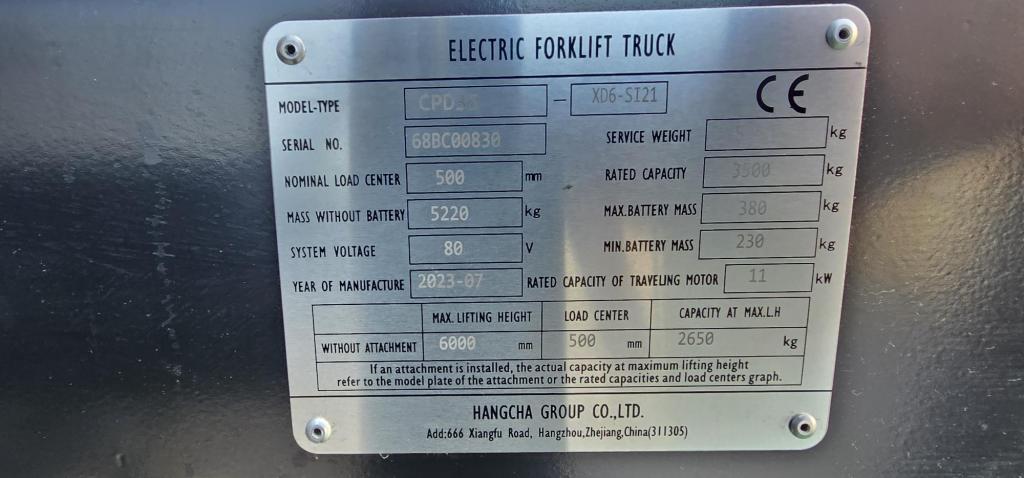 ELECTRIC FORKLIFT TRUCK
MODEL-TYPE CPD35 - XD6-SI21 CE
SERIAL NO. 68BC00830 SERVICE WEIGHT kg
NOMINAL LOAD CENTER 500 mm RATED CAPACITY 3500 kg
MASS WITHOUT BATTERY 5220 kg MAX.BATTERY MASS 380 kg
SYSTEM VOLTAGE 80 V MIN.BATTERY MASS 230 kg
YEAR OF MANUFACTURE 2023-07 RATED CAPACITY OF TRAVELING MOTOR 11 kW
MAX. LIFTING HEIGHT LOAD CENTER CAPACITY AT MAX.L.H
WITHOUT ATTACHMENT 6000 mm 500 mm 2650 kg
If an attachment is installed, the actual capacity at maximum lifting height
refer to the model plate of the attachment or the rated capacities and load centers graph.
HANGCHA GROUP CO.,LTD.
Add:666 Xiangfu Road, Hangzhou,Zhejiang,China(311305)